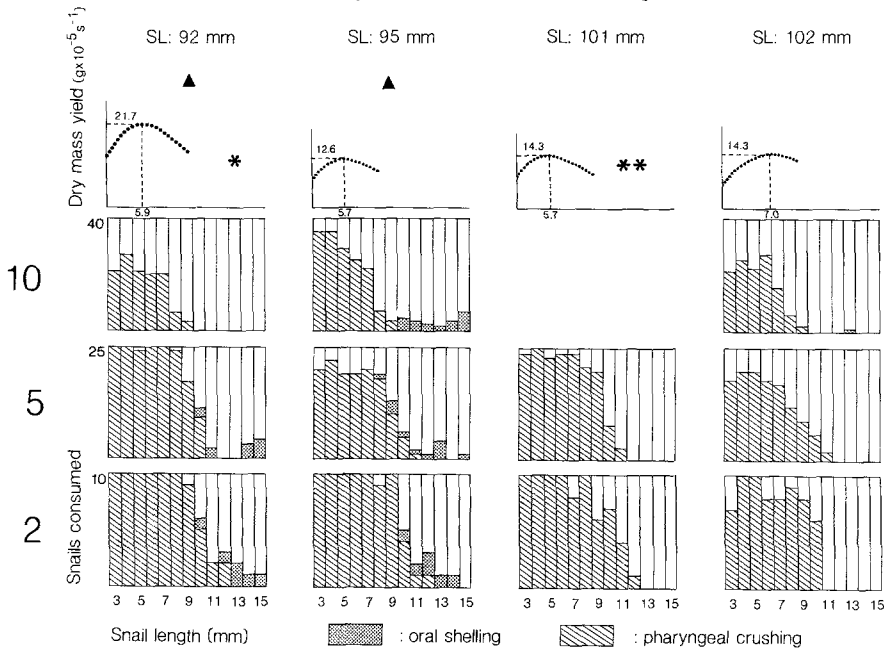 SL: 92 mm SL: 95 mm SL: 101 mm SL: 102 mm
Dry mass yield (gx10⁻⁵s⁻¹)
▲ ▲
21.7 12.6 14.3 14.3
* **
5.9 5.7 5.7 7.0
10
40
5
25
2
10
Snails consumed
3 5 7 9 11 13 15 3 5 7 9 11 13 15 3 5 7 9 11 13 15 3 5 7 9 11 13 15
Snail length (mm)
: oral shelling : pharyngeal crushing